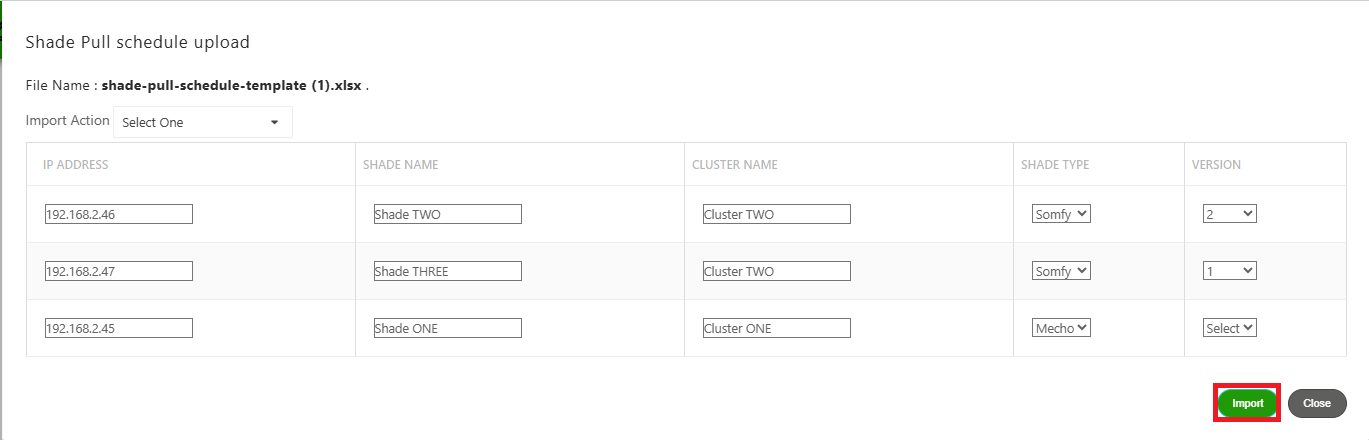 Shade Pull schedule upload
File Name : shade-pull-schedule-template (1).xlsx .
Import Action Select One
IP ADDRESS SHADE NAME CLUSTER NAME SHADE TYPE VERSION
192.168.2.46 Shade TWO Cluster TWO Somfy 2
192.168.2.47 Shade THREE Cluster TWO Somfy 1
192.168.2.45 Shade ONE Cluster ONE Mecho Select
Import Close